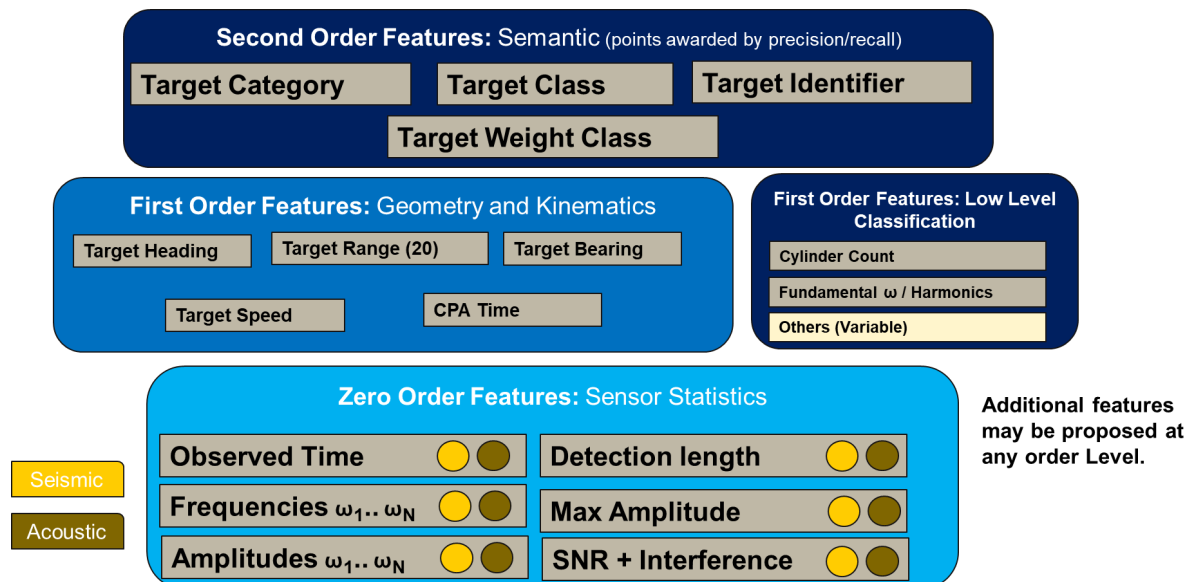 Second Order Features: Semantic (points awarded by precision/recall)
Target Category
Target Class
Target Identifier
Target Weight Class
First Order Features: Geometry and Kinematics
Target Heading
Target Range (20)
Target Bearing
Target Speed
CPA Time
First Order Features: Low Level
Classification
Cylinder Count
Fundamental ω / Harmonics
Others (Variable)
Zero Order Features: Sensor Statistics
Observed Time
Detection length
Frequencies ω₁.. ω_N
Max Amplitude
Amplitudes ω₁.. ω_N
SNR + Interference
Seismic
Acoustic
Additional features
may be proposed at
any order Level.